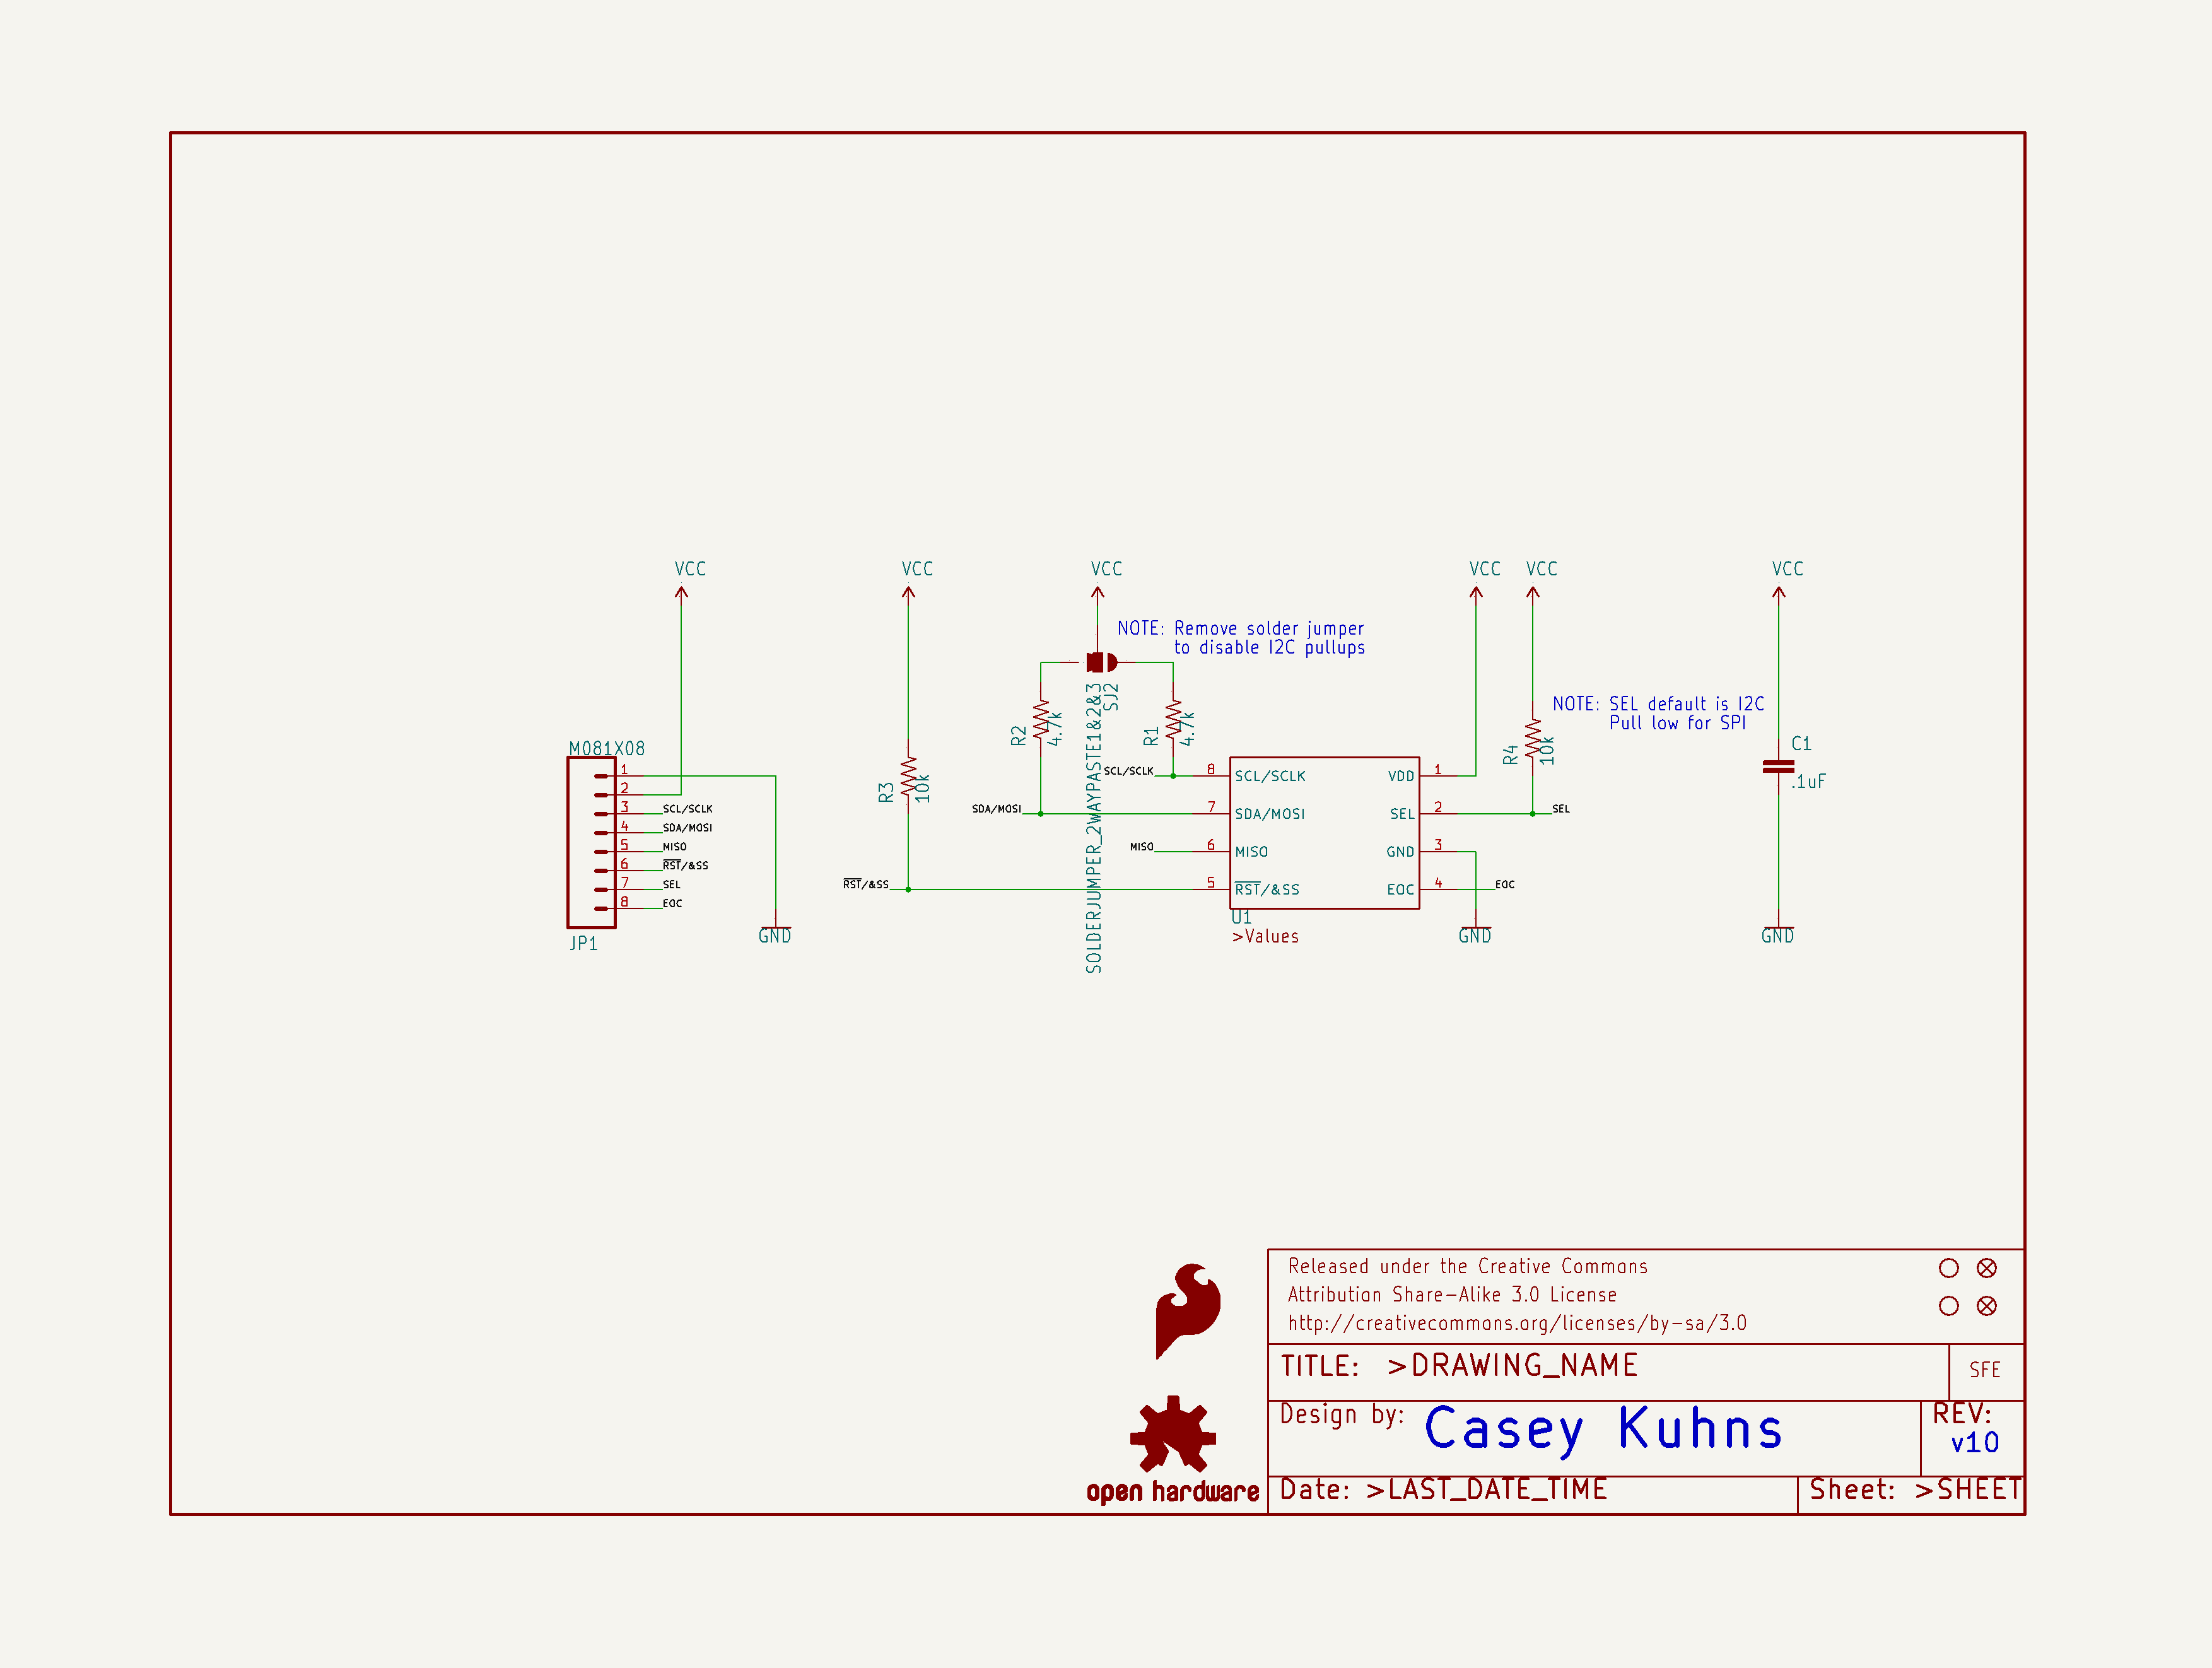 VCC
VCC
VCC
VCC
VCC
VCC
NOTE: Remove solder jumper
to disable I2C pullups
SOLDERJUMPER_2WAYPASTE1&2&3
SJ2
R2
4.7k
R1
4.7k
NOTE: SEL default is I2C
Pull low for SPI
R4
10k
R3
10k
C1
.1uF
M081X08
1
2
3 SCL/SCLK
4 SDA/MOSI
5 MISO
6 RST/&SS
7 SEL
8 EOC
JP1
GND
SCL/SCLK 8 SCL/SCLK
SDA/MOSI 7 SDA/MOSI
MISO 6 MISO
RST/&SS 5 RST/&SS
VDD 1
SEL 2 SEL
GND 3
EOC 4 EOC
U1
>Values
GND
GND
Released under the Creative Commons
Attribution Share-Alike 3.0 License
http://creativecommons.org/licenses/by-sa/3.0
TITLE: >DRAWING_NAME
SFE
Design by: Casey Kuhns
REV:
v10
Date: >LAST_DATE_TIME
Sheet: >SHEET
open hardware